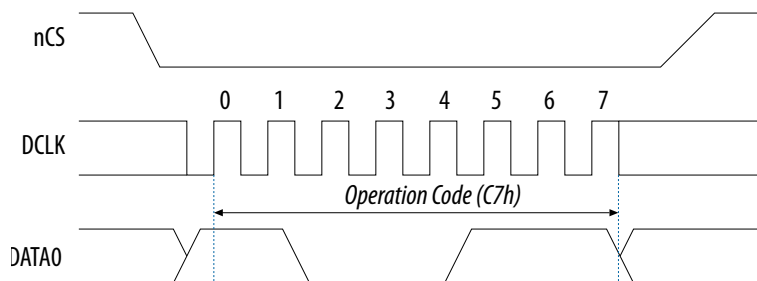 nCS
0 1 2 3 4 5 6 7
DCLK
Operation Code (C7h)
DATA0